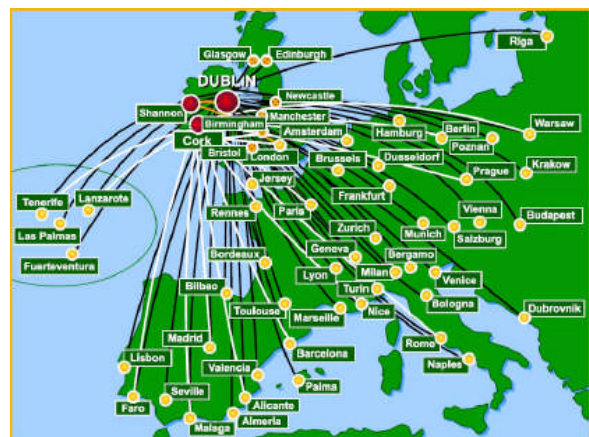 Riga
Glasgow
Edinburgh
DUBLIN
Newcastle
Shannon
Manchester
Birmingham
Cork
Bristol
London
Amsterdam
Hamburg
Berlin
Poznan
Warsaw
Brussels
Dusseldorf
Krakow
Prague
Jersey
Frankfurt
Rennes
Paris
Tenerife
Lanzarote
Las Palmas
Fuerteventura
Zurich
Vienna
Munich
Salzburg
Budapest
Geneva
Bergamo
Bordeaux
Lyon
Milan
Venice
Bilbao
Turin
Bologna
Toulouse
Marseille
Nice
Dubrovnik
Madrid
Rome
Lisbon
Barcelona
Naples
Valencia
Palma
Seville
Faro
Alicante
Malaga
Almeria